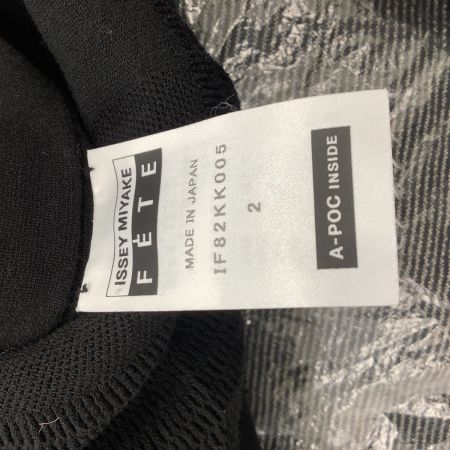 ISSEY MIYAKE
FÊTE
MADE IN JAPAN
IF82KK005
2
A-POC INSIDE